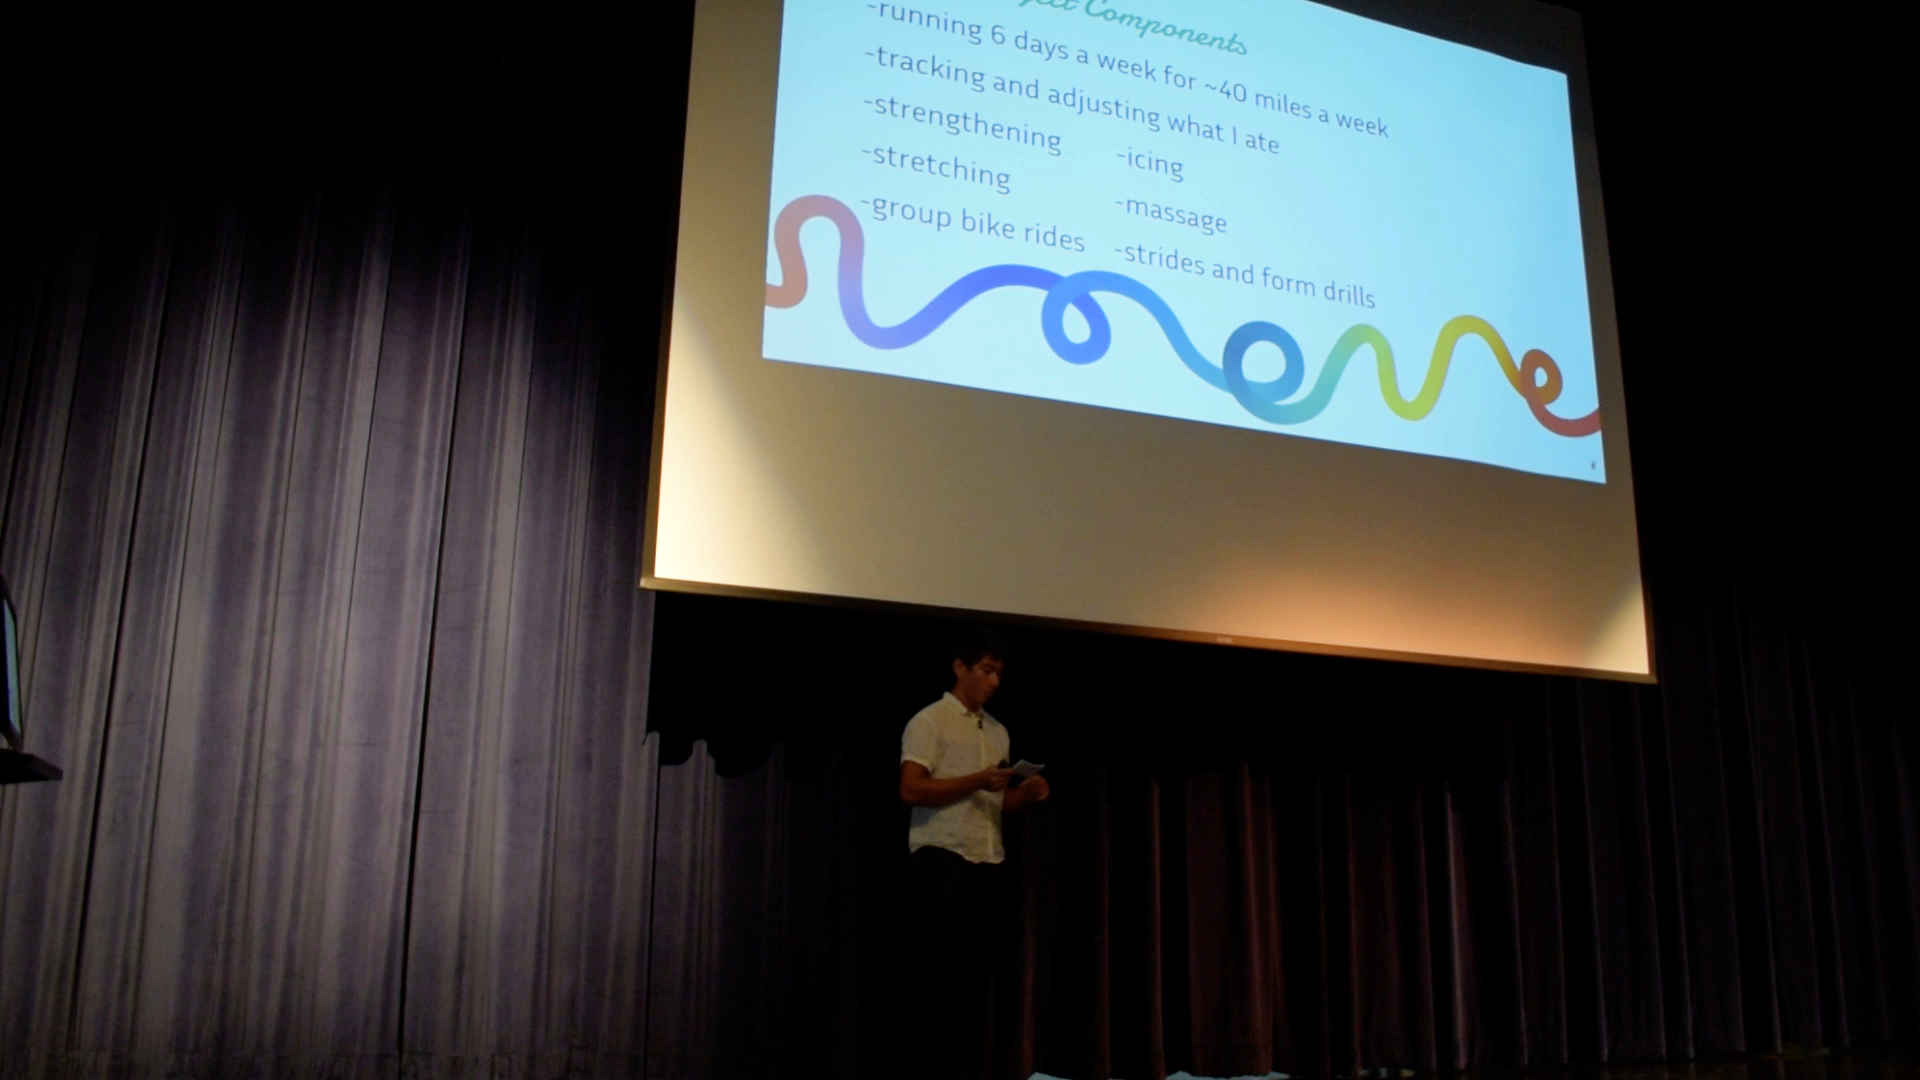 Components
-running 6 days a week for ~40 miles a week
-tracking and adjusting what I ate
-strengthening
-stretching
-group bike rides
-icing
-massage
-strides and form drills